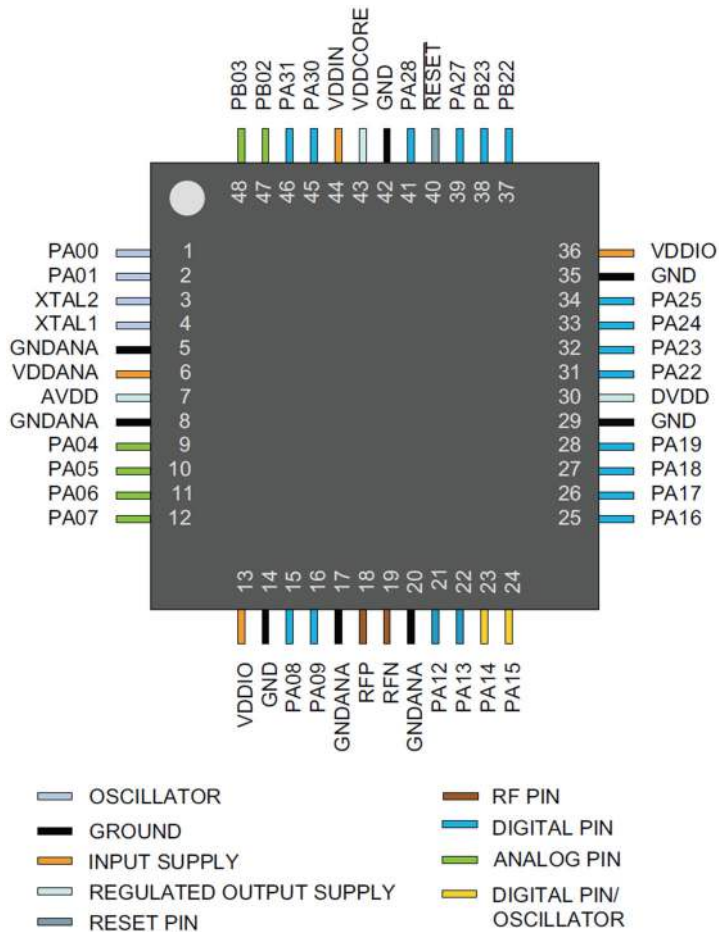 PB03
PB02
PA31
PA30
VDDIN
VDDCORE
GND
PA28
RESET
PA27
PB23
PB22
48
47
46
45
44
43
42
41
40
39
38
37
PA00 1
PA01 2
XTAL2 3
XTAL1 4
GNDANA 5
VDDANA 6
AVDD 7
GNDANA 8
PA04 9
PA05 10
PA06 11
PA07 12
36 VDDIO
35 GND
34 PA25
33 PA24
32 PA23
31 PA22
30 DVDD
29 GND
28 PA19
27 PA18
26 PA17
25 PA16
13
14
15
16
17
18
19
20
21
22
23
24
VDDIO
GND
PA08
PA09
GNDANA
RFP
RFN
GNDANA
PA12
PA13
PA14
PA15
OSCILLATOR
GROUND
INPUT SUPPLY
REGULATED OUTPUT SUPPLY
RESET PIN
RF PIN
DIGITAL PIN
ANALOG PIN
DIGITAL PIN/
OSCILLATOR